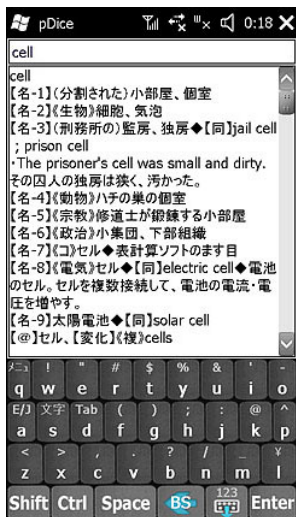 pDice 0:18
cell
cell
【名-1】(分割された)小部屋、個室
【名-2】《生物》細胞、気泡
【名-3】(刑務所の)監房、独房◆【同】jail cell
; prison cell
・The prisoner's cell was small and dirty.
その囚人の独房は狭く、汚かった。
【名-4】《動物》ハチの巣の個室
【名-5】《宗教》修道士が鍛錬する小部屋
【名-6】《政治》小集団、下部組織
【名-7】《コ》セル◆表計算ソフトのます目
【名-8】《電気》セル◆【同】electric cell◆電池
のセル。セルを複数接続して、電池の電流・電
圧を増やす。
【名-9】太陽電池◆【同】solar cell
【@】セル、【変化】《複》cells
メニュ ! " # $ % & ' -
q w e r t y u i o
E/J 文字 Tab ( ) ; : @ ^
a s d f g h j k p
< > , . ? / _ ¥
z x c v b n m l
Shift Ctrl Space BS 123 Enter